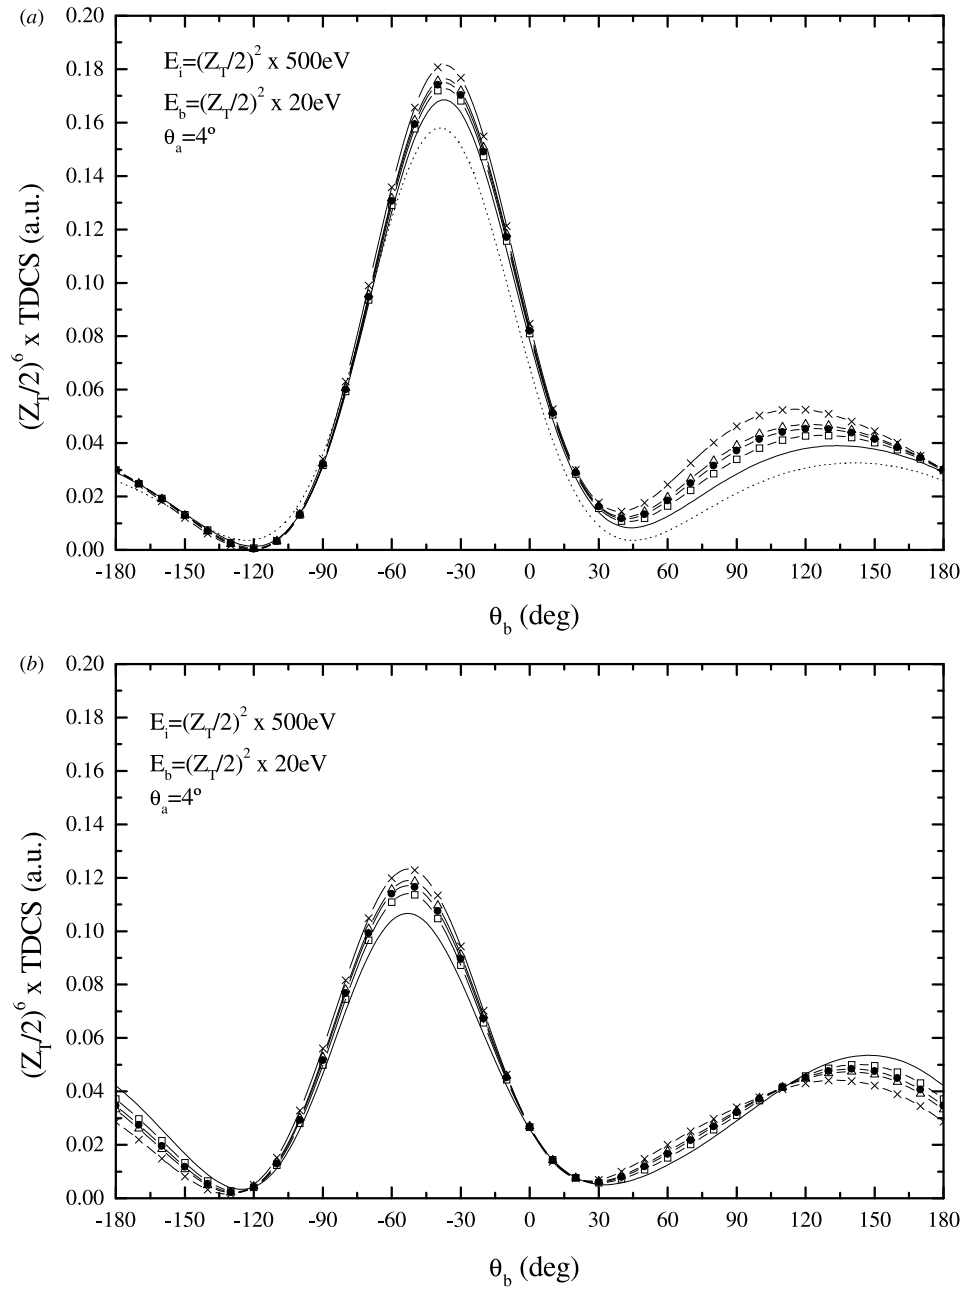 (a)
0.20
0.18
0.16
0.14
0.12
0.10
0.08
0.06
0.04
0.02
0.00
(Z_T/2)^6 x TDCS (a.u.)
E_i=(Z_T/2)^2 x 500eV
E_b=(Z_T/2)^2 x 20eV
θ_a=4º
-180 -150 -120 -90 -60 -30 0 30 60 90 120 150 180
θ_b (deg)
(b)
0.20
0.18
0.16
0.14
0.12
0.10
0.08
0.06
0.04
0.02
0.00
(Z_T/2)^6 x TDCS (a.u.)
E_i=(Z_T/2)^2 x 500eV
E_b=(Z_T/2)^2 x 20eV
θ_a=4º
-180 -150 -120 -90 -60 -30 0 30 60 90 120 150 180
θ_b (deg)